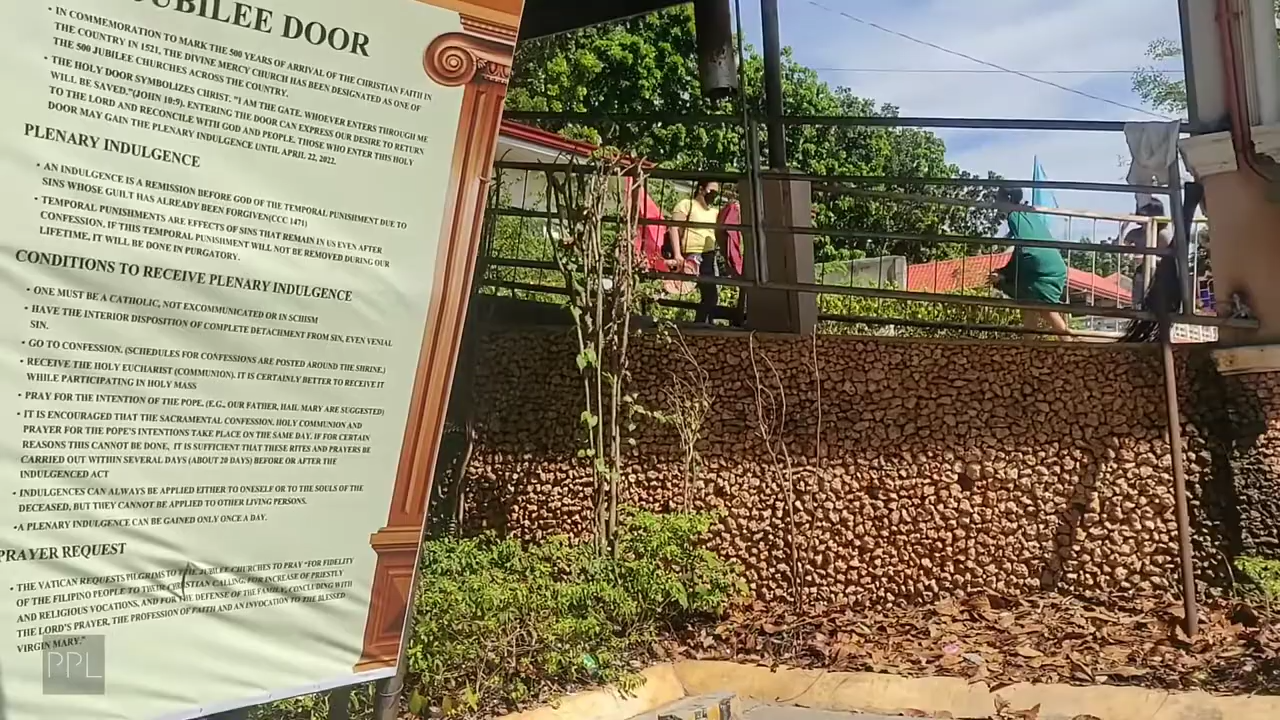 JUBILEE DOOR
• IN COMMEMORATION TO MARK THE 500 YEARS OF ARRIVAL OF THE CHRISTIAN FAITH IN
THE COUNTRY IN 1521, THE DIVINE MERCY CHURCH HAS BEEN DESIGNATED AS ONE OF
THE 500 JUBILEE CHURCHES ACROSS THE COUNTRY.
• THE HOLY DOOR SYMBOLIZES CHRIST. "I AM THE GATE. WHOEVER ENTERS THROUGH ME
WILL BE SAVED."(JOHN 10:9). ENTERING THE DOOR CAN EXPRESS OUR DESIRE TO RETURN
TO THE LORD AND RECONCILE WITH GOD AND PEOPLE. THOSE WHO ENTER THIS HOLY
DOOR MAY GAIN THE PLENARY INDULGENCE UNTIL APRIL 22, 2022.
PLENARY INDULGENCE
• AN INDULGENCE IS A REMISSION BEFORE GOD OF THE TEMPORAL PUNISHMENT DUE TO
SINS WHOSE GUILT HAS ALREADY BEEN FORGIVEN(CCC 1471)
• TEMPORAL PUNISHMENTS ARE EFFECTS OF SINS THAT REMAIN IN US EVEN AFTER
CONFESSION. IF THIS TEMPORAL PUNISHMENT WILL NOT BE REMOVED DURING OUR
LIFETIME, IT WILL BE DONE IN PURGATORY.
CONDITIONS TO RECEIVE PLENARY INDULGENCE
• ONE MUST BE A CATHOLIC, NOT EXCOMMUNICATED OR IN SCHISM
• HAVE THE INTERIOR DISPOSITION OF COMPLETE DETACHMENT FROM SIN, EVEN VENIAL
SIN.
• GO TO CONFESSION. (SCHEDULES FOR CONFESSIONS ARE POSTED AROUND THE SHRINE.)
• RECEIVE THE HOLY EUCHARIST (COMMUNION). IT IS CERTAINLY BETTER TO RECEIVE IT
WHILE PARTICIPATING IN HOLY MASS
• PRAY FOR THE INTENTION OF THE POPE. (E.G., OUR FATHER, HAIL MARY ARE SUGGESTED)
• IT IS ENCOURAGED THAT THE SACRAMENTAL CONFESSION, HOLY COMMUNION AND
PRAYER FOR THE POPE'S INTENTIONS TAKE PLACE ON THE SAME DAY. IF FOR CERTAIN
REASONS THIS CANNOT BE DONE, IT IS SUFFICIENT THAT THESE RITES AND PRAYERS BE
CARRIED OUT WITHIN SEVERAL DAYS (ABOUT 20 DAYS) BEFORE OR AFTER THE
INDULGENCED ACT
• INDULGENCES CAN ALWAYS BE APPLIED EITHER TO ONESELF OR TO THE SOULS OF THE
DECEASED, BUT THEY CANNOT BE APPLIED TO OTHER LIVING PERSONS.
• A PLENARY INDULGENCE CAN BE GAINED ONLY ONCE A DAY.
PRAYER REQUEST
• THE VATICAN REQUESTS PILGRIMS TO THE JUBILEE CHURCHES TO PRAY "FOR FIDELITY
OF THE FILIPINO PEOPLE TO THEIR CHRISTIAN CALLING, FOR INCREASE OF PRIESTLY
AND RELIGIOUS VOCATIONS, AND FOR THE DEFENSE OF THE FAMILY, CONCLUDING WITH
THE LORD'S PRAYER, THE PROFESSION OF FAITH AND AN INVOCATION TO THE BLESSED
VIRGIN MARY."
PPL